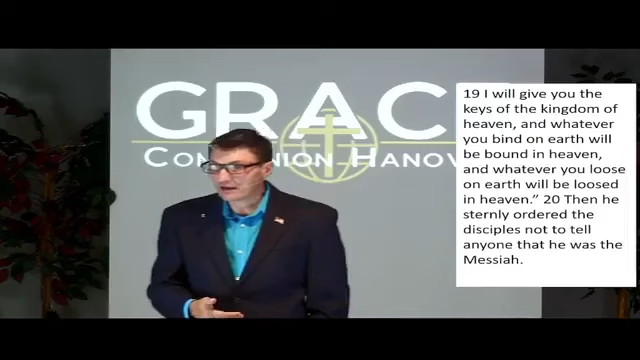 GRAC
COMMUNION HANOV
19 I will give you the
keys of the kingdom of
heaven, and whatever
you bind on earth will
be bound in heaven,
and whatever you loose
on earth will be loosed
in heaven.” 20 Then he
sternly ordered the
disciples not to tell
anyone that he was the
Messiah.